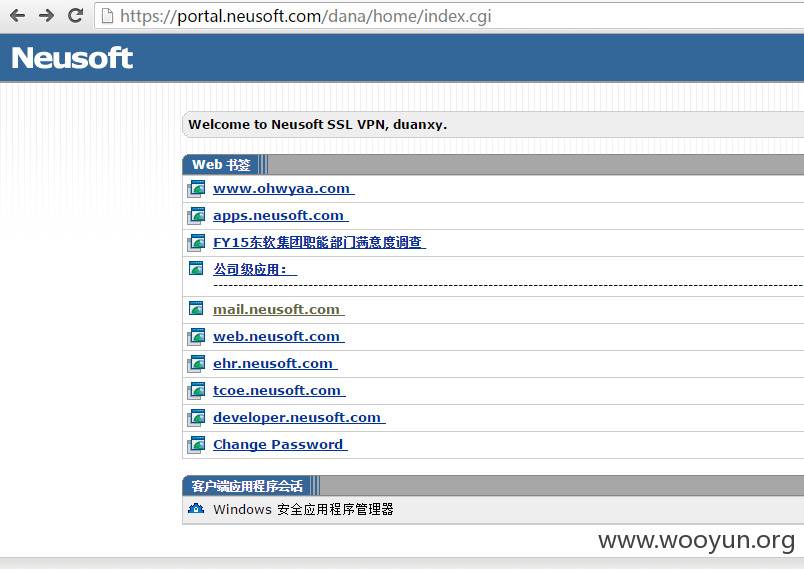 https://portal.neusoft.com/dana/home/index.cgi
Neusoft
Welcome to Neusoft SSL VPN, duanxy.
Web 书签
www.ohwyaa.com
apps.neusoft.com
FY15东软集团职能部门满意度调查
公司级应用：
--------------------------------------------------------------------------------
mail.neusoft.com
web.neusoft.com
ehr.neusoft.com
tcoe.neusoft.com
developer.neusoft.com
Change Password
客户端应用程序会话
Windows 安全应用程序管理器
www.wooyun.org